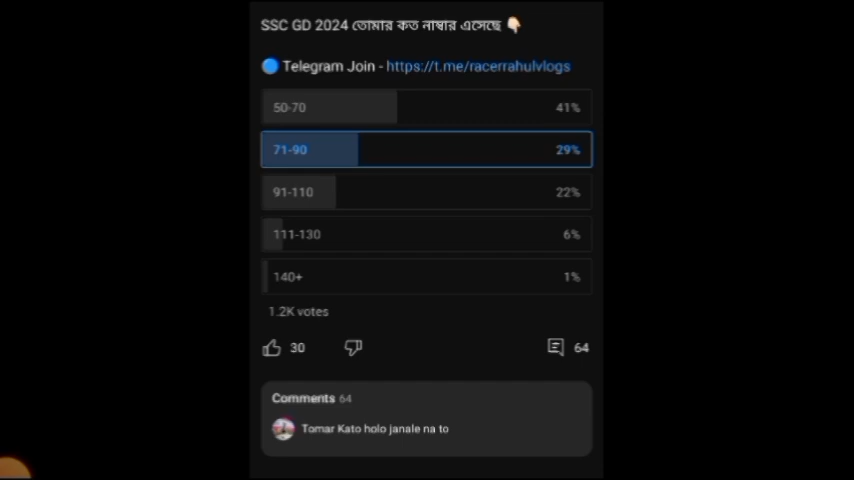 SSC GD 2024 তোমার কত নাম্বার এসেছে 👇🏻
🔵 Telegram Join - https://t.me/racerrahulvlogs
50-70 41%
71-90 29%
91-110 22%
111-130 6%
140+ 1%
1.2K votes
30 64
Comments 64
Tomar Kato holo janale na to